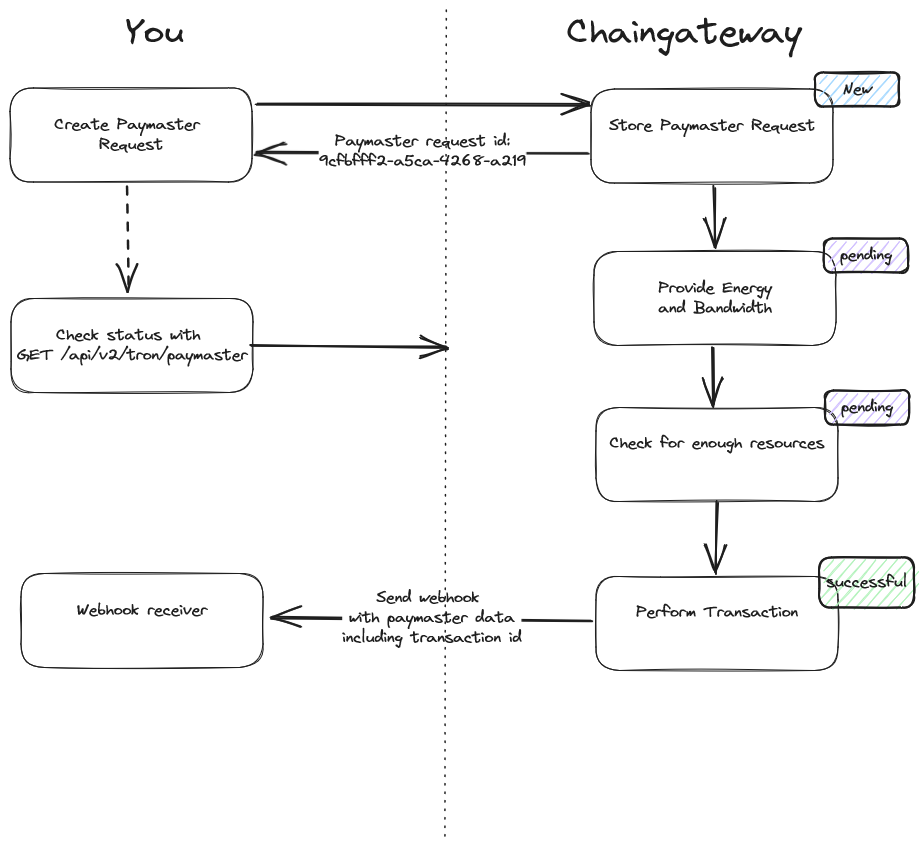 You
Chaingateway
New
Create Paymaster
Request
Store Paymaster Request
Paymaster request id:
9cfbfff2-a5ca-4268-a219
pending
Provide Energy
and Bandwidth
Check status with
GET /api/v2/tron/paymaster
pending
Check for enough resources
successful
Webhook receiver
Send webhook
with paymaster data
including transaction id
Perform Transaction